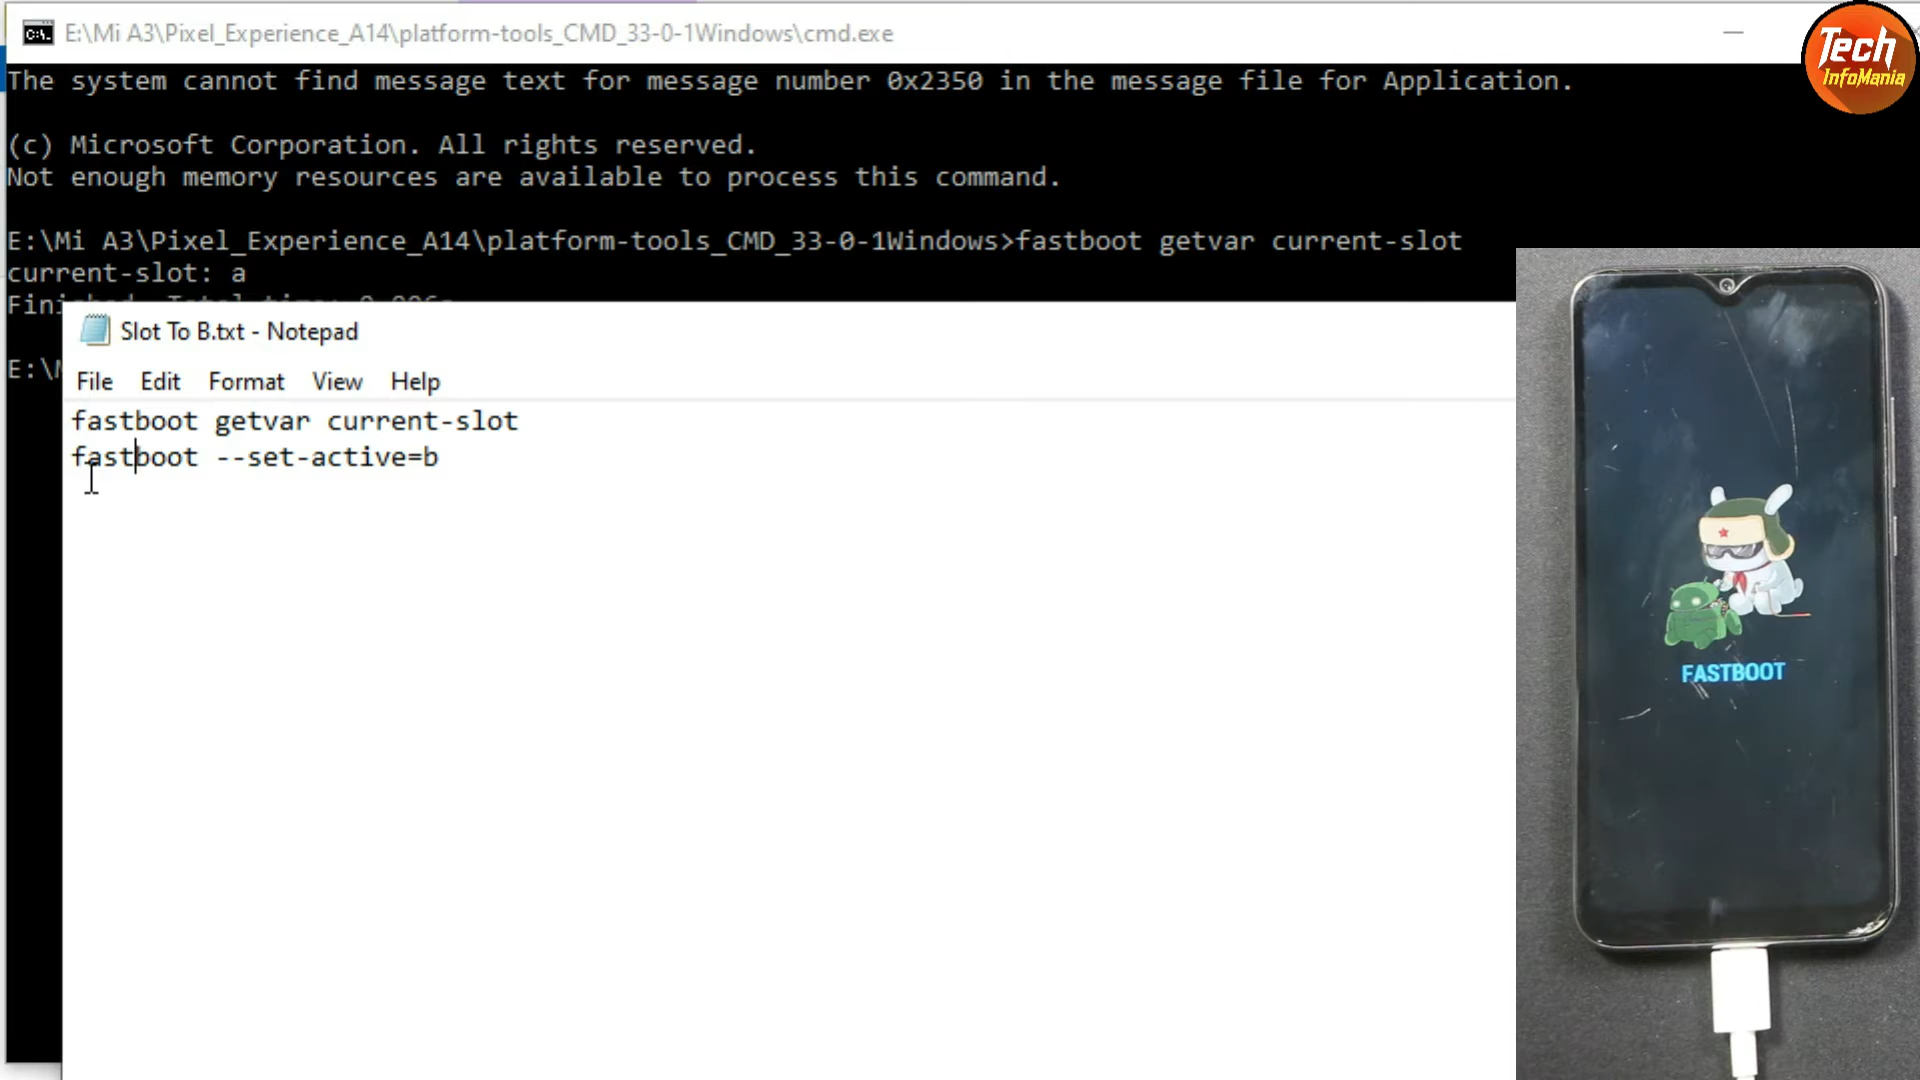 E:\Mi A3\Pixel_Experience_A14\platform-tools_CMD_33-0-1Windows\cmd.exe
Tech
InfoMania
The system cannot find message text for message number 0x2350 in the message file for Application.
(c) Microsoft Corporation. All rights reserved.
Not enough memory resources are available to process this command.
E:\Mi A3\Pixel_Experience_A14\platform-tools_CMD_33-0-1Windows>fastboot getvar current-slot
current-slot: a
Slot To B.txt - Notepad
File Edit Format View Help
fastboot getvar current-slot
fastboot --set-active=b
FASTBOOT